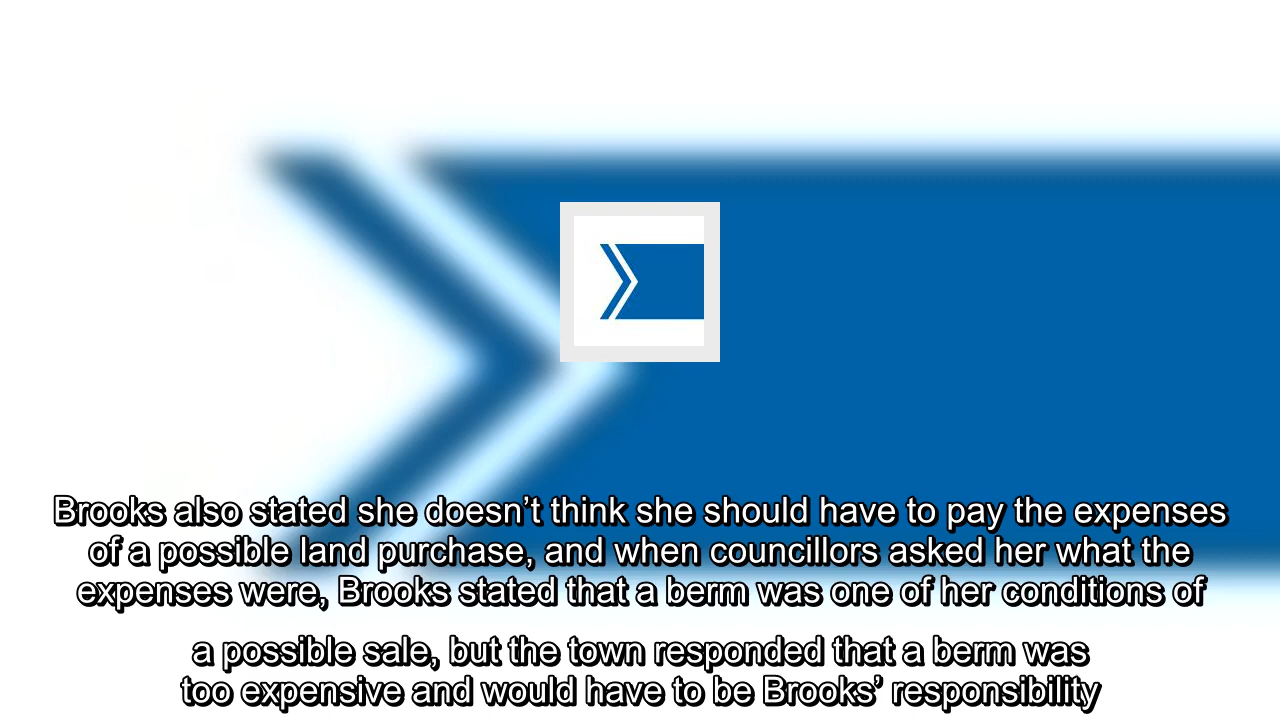 Brooks also stated she doesn’t think she should have to pay the expenses
of a possible land purchase, and when councillors asked her what the
expenses were, Brooks stated that a berm was one of her conditions of
a possible sale, but the town responded that a berm was
too expensive and would have to be Brooks’ responsibility